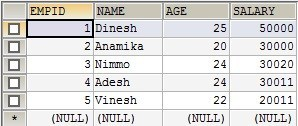 EMPID NAME AGE SALARY
1 Dinesh 25 50000
2 Anamika 20 30000
3 Nimmo 24 30020
4 Adesh 24 30011
5 Vinesh 22 20011
* (NULL) (NULL) (NULL) (NULL)